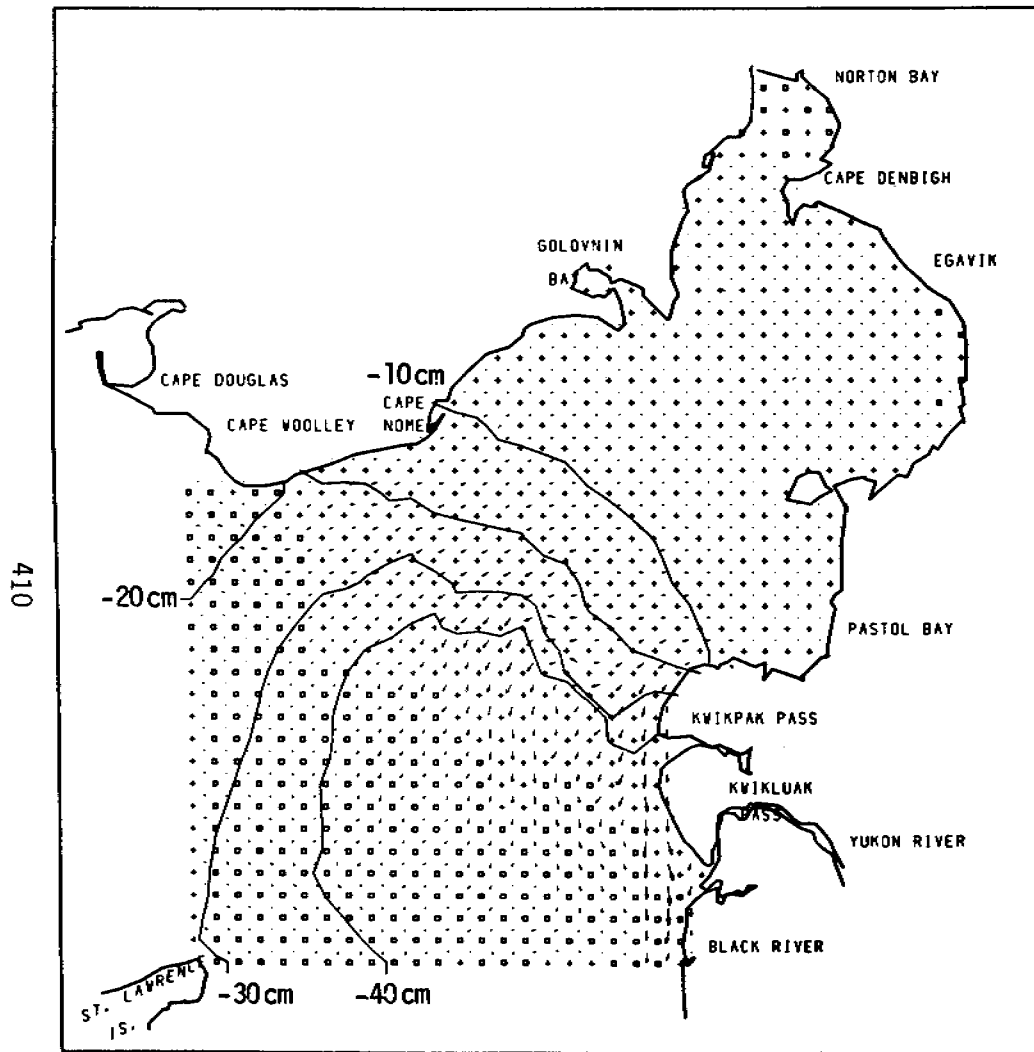 NORTON BAY
CAPE DENBIGH
GOLOVNIN
BA
EGAVIK
CAPE DOUGLAS
-10cm
CAPE
NOME
CAPE WOOLLEY
410
-20cm
PASTOL BAY
KWIKPAK PASS
KWIKLUAK
PASS
YUKON RIVER
BLACK RIVER
ST. LAWRENCE
IS.
-30cm
-40cm